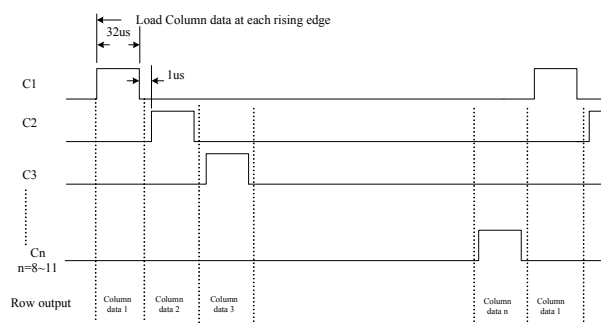 Load Column data at each rising edge
32us
C1
1us
C2
C3
Cn
n=8~11
Row output
Column data 1
Column data 2
Column data 3
Column data n
Column data 1